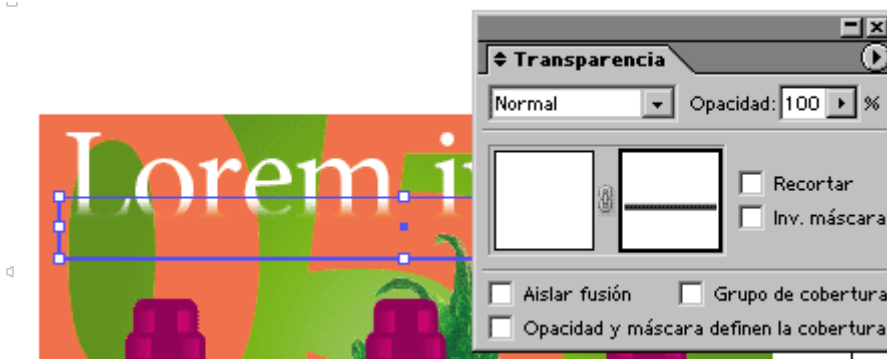 Transparencia
Normal Opacidad: 100 %
Recortar
Inv. máscara
Aislar fusión Grupo de cobertura
Opacidad y máscara definen la cobertura
Lorem